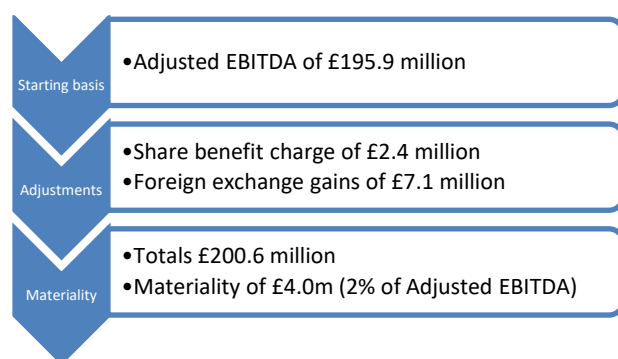 Starting basis
•Adjusted EBITDA of £195.9 million
Adjustments
•Share benefit charge of £2.4 million
•Foreign exchange gains of £7.1 million
Materiality
•Totals £200.6 million
•Materiality of £4.0m (2% of Adjusted EBITDA)